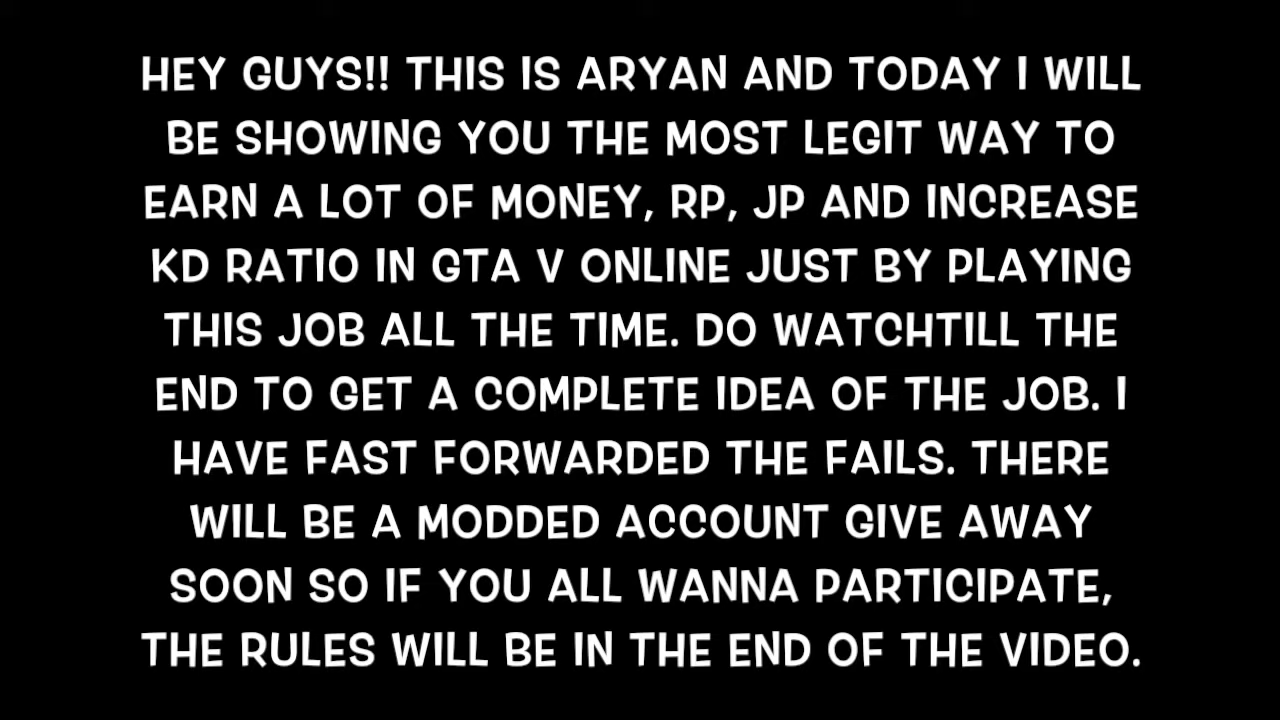 HEY GUYS!! THIS IS ARYAN AND TODAY I WILL
BE SHOWING YOU THE MOST LEGIT WAY TO
EARN A LOT OF MONEY, RP, JP AND INCREASE
KD RATIO IN GTA V ONLINE JUST BY PLAYING
THIS JOB ALL THE TIME. DO WATCHTILL THE
END TO GET A COMPLETE IDEA OF THE JOB. I
HAVE FAST FORWARDED THE FAILS. THERE
WILL BE A MODDED ACCOUNT GIVE AWAY
SOON SO IF YOU ALL WANNA PARTICIPATE,
THE RULES WILL BE IN THE END OF THE VIDEO.